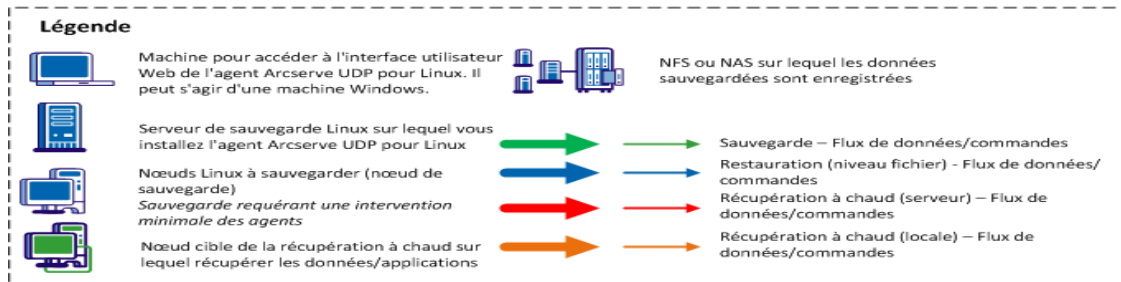 Légende
Machine pour accéder à l'interface utilisateur
Web de l'agent Arcserve UDP pour Linux. Il
peut s'agir d'une machine Windows.
NFS ou NAS sur lequel les données
sauvegardées sont enregistrées
Serveur de sauvegarde Linux sur lequel vous
installez l'agent Arcserve UDP pour Linux
Sauvegarde – Flux de données/commandes
Nœuds Linux à sauvegarder (nœud de
sauvegarde)
Sauvegarde requérant une intervention
minimale des agents
Restauration (niveau fichier) - Flux de données/
commandes
Récupération à chaud (serveur) – Flux de
données/commandes
Nœud cible de la récupération à chaud sur
lequel récupérer les données/applications
Récupération à chaud (locale) – Flux de
données/commandes